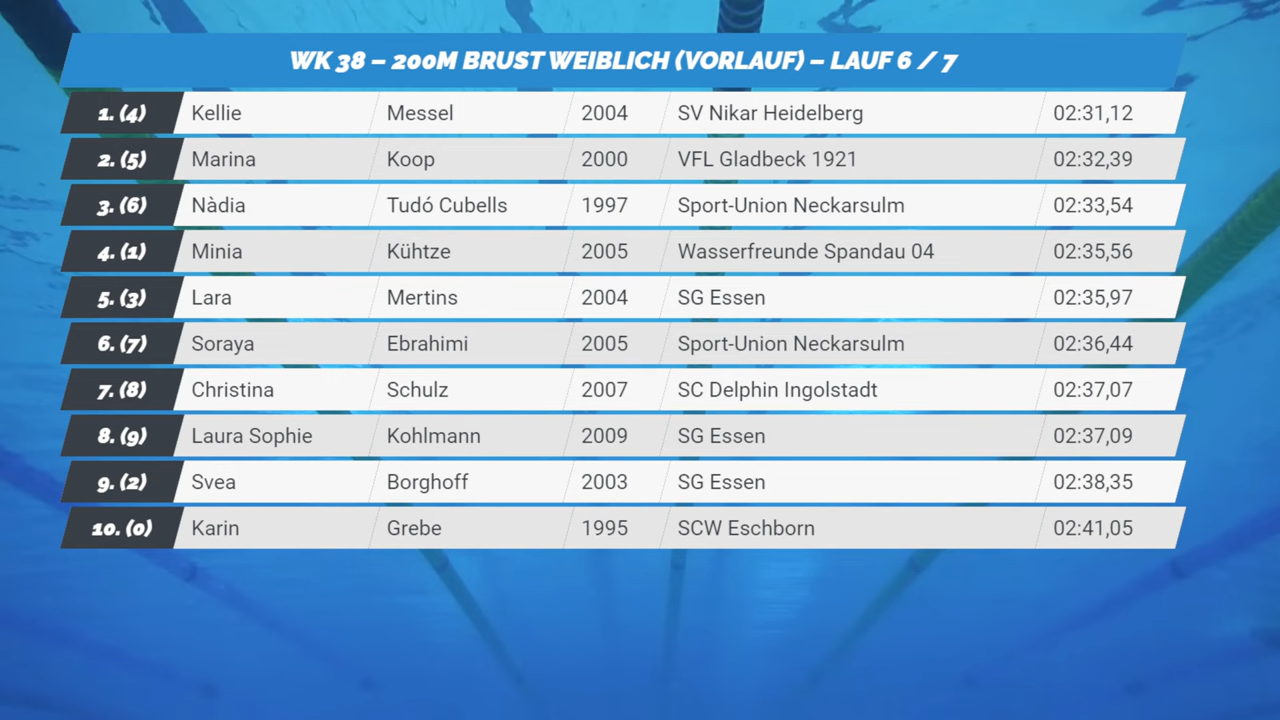 WK 38 – 200M BRUST WEIBLICH (VORLAUF) – LAUF 6 / 7
1. (4) Kellie Messel 2004 SV Nikar Heidelberg 02:31,12
2. (5) Marina Koop 2000 VFL Gladbeck 1921 02:32,39
3. (6) Nàdia Tudó Cubells 1997 Sport-Union Neckarsulm 02:33,54
4. (1) Minia Kühtze 2005 Wasserfreunde Spandau 04 02:35,56
5. (3) Lara Mertins 2004 SG Essen 02:35,97
6. (7) Soraya Ebrahimi 2005 Sport-Union Neckarsulm 02:36,44
7. (8) Christina Schulz 2007 SC Delphin Ingolstadt 02:37,07
8. (9) Laura Sophie Kohlmann 2009 SG Essen 02:37,09
9. (2) Svea Borghoff 2003 SG Essen 02:38,35
10. (0) Karin Grebe 1995 SCW Eschborn 02:41,05